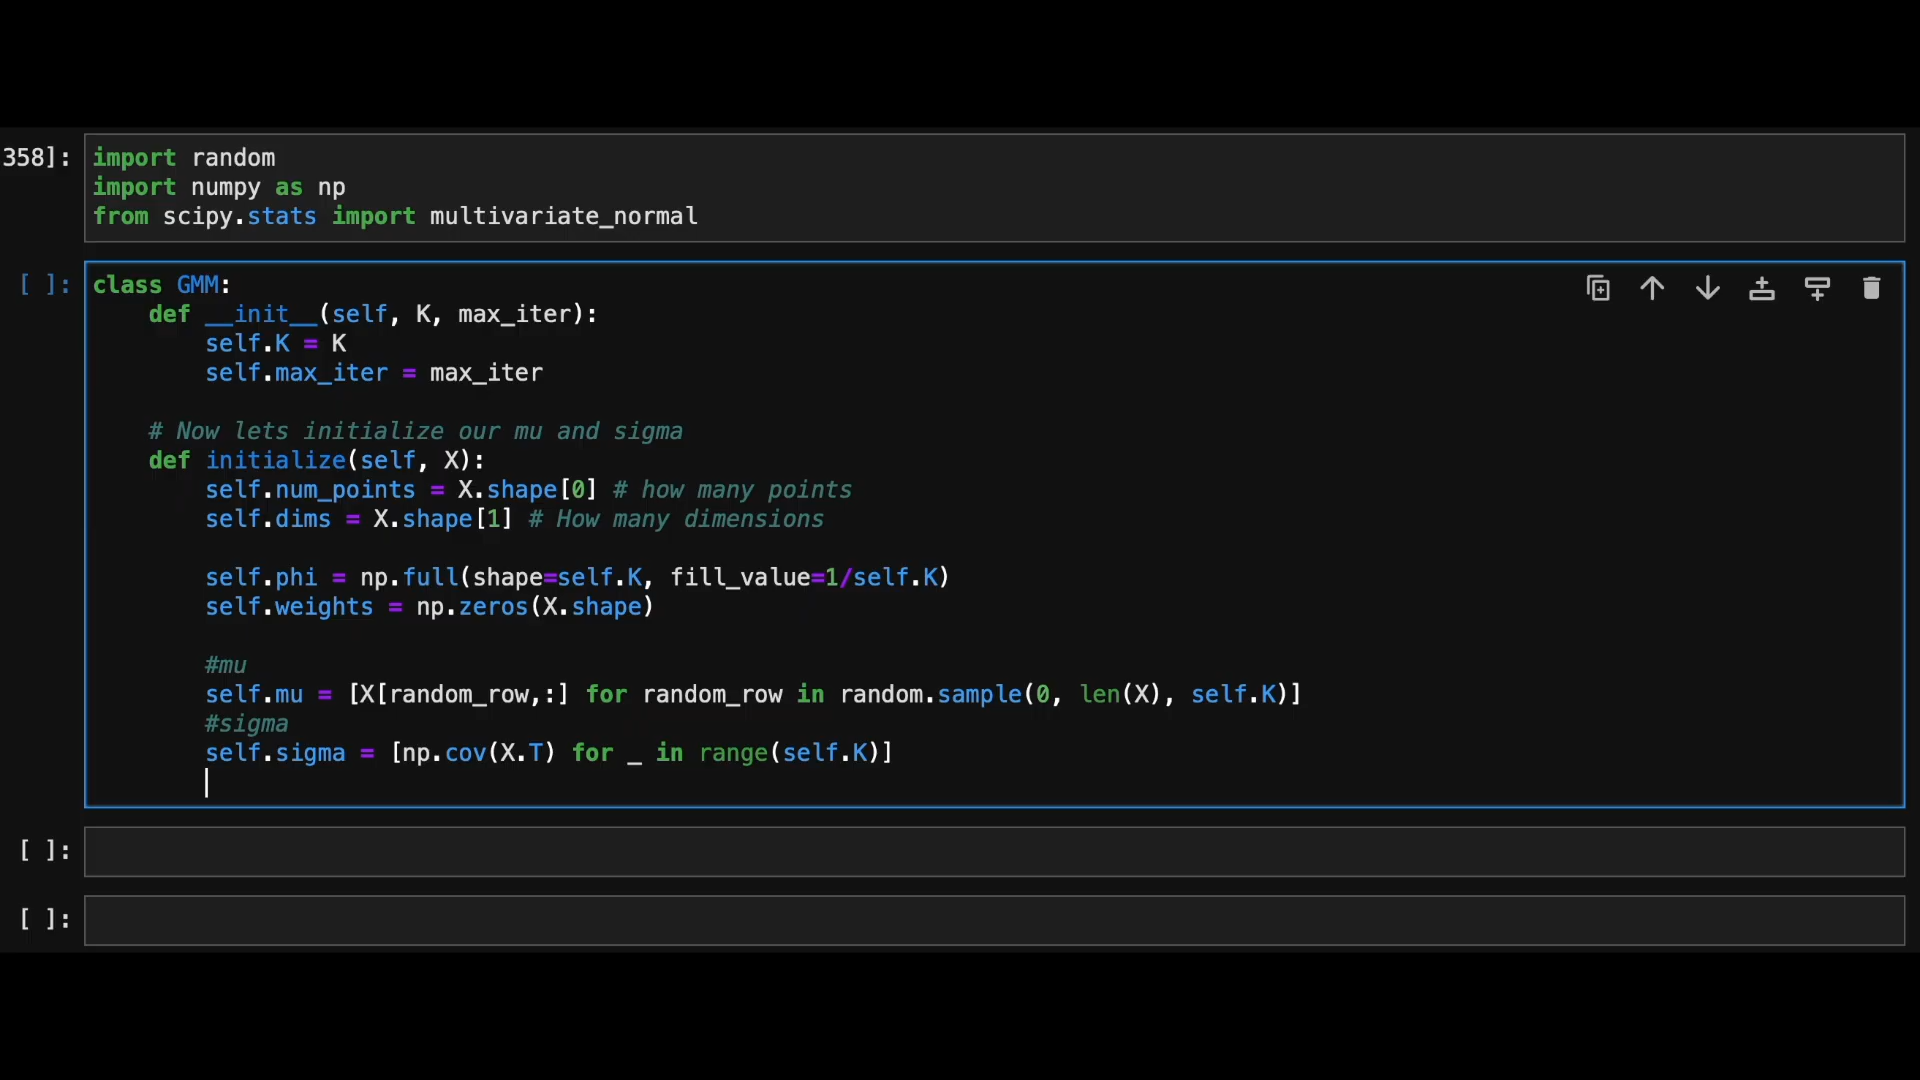 358]:
import random
import numpy as np
from scipy.stats import multivariate_normal
[ ]:
class GMM:
    def __init__(self, K, max_iter):
        self.K = K
        self.max_iter = max_iter

    # Now lets initialize our mu and sigma
    def initialize(self, X):
        self.num_points = X.shape[0] # how many points
        self.dims = X.shape[1] # How many dimensions

        self.phi = np.full(shape=self.K, fill_value=1/self.K)
        self.weights = np.zeros(X.shape)

        #mu
        self.mu = [X[random_row,:] for random_row in random.sample(0, len(X), self.K)]
        #sigma
        self.sigma = [np.cov(X.T) for _ in range(self.K)]
[ ]:
[ ]: